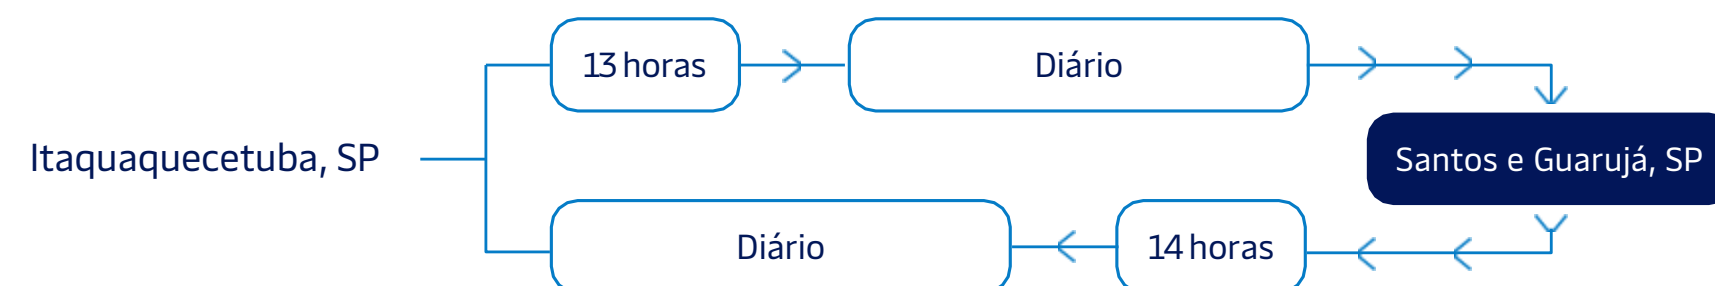 13 horas
Diário
Itaquaquecetuba, SP
Santos e Guarujá, SP
Diário
14 horas